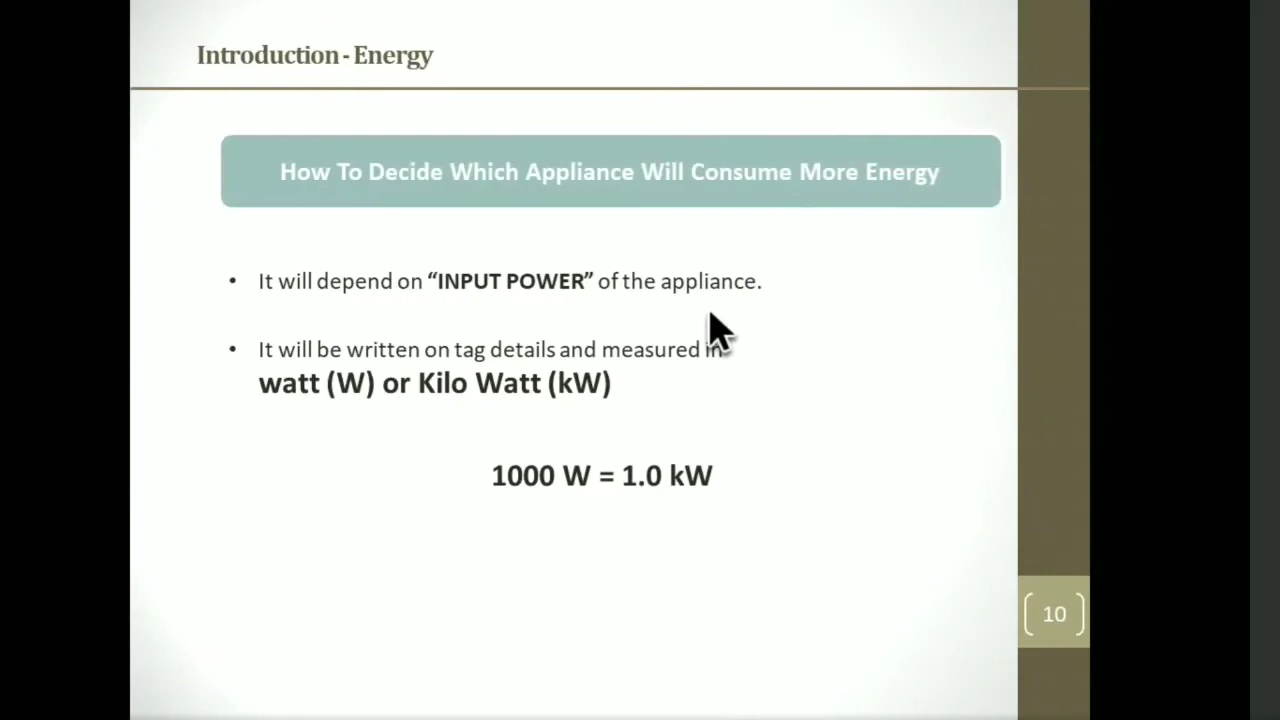 Introduction - Energy
How To Decide Which Appliance Will Consume More Energy
• It will depend on “INPUT POWER” of the appliance.
• It will be written on tag details and measured in
watt (W) or Kilo Watt (kW)
1000 W = 1.0 kW
10